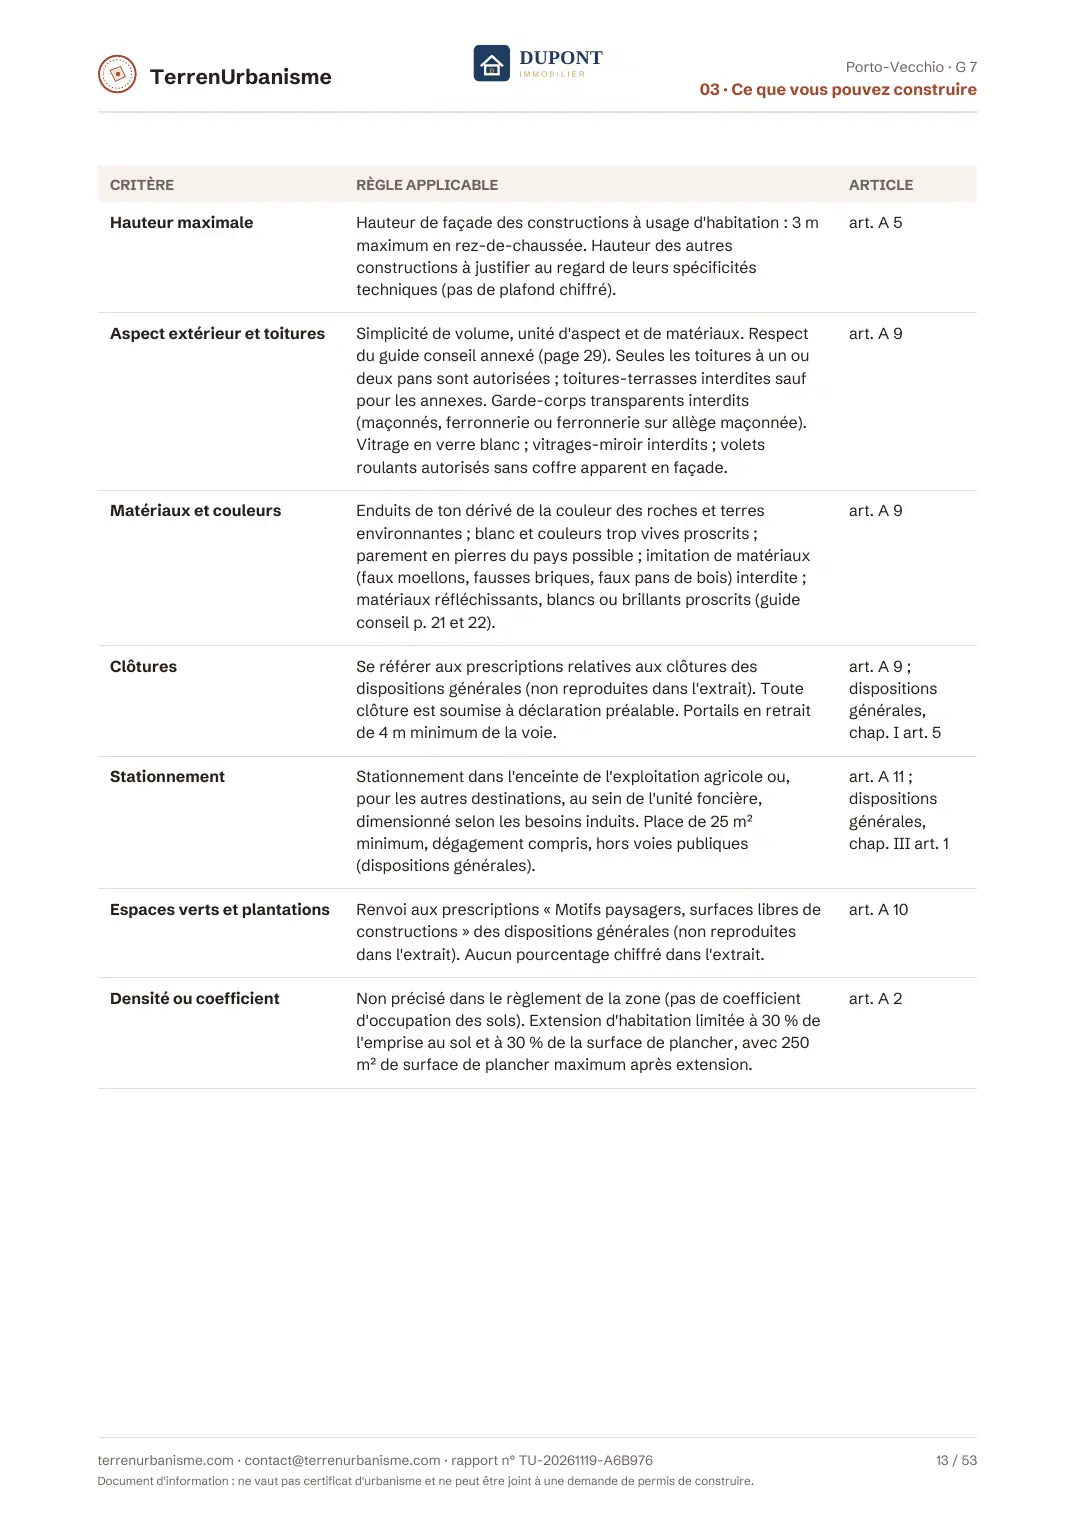 TerrenUrbanisme
DUPONT
IMMOBILIER
Porto-Vecchio · G 7
03 · Ce que vous pouvez construire
CRITÈRE RÈGLE APPLICABLE ARTICLE
Hauteur maximale Hauteur de façade des constructions à usage d'habitation : 3 m art. A 5
maximum en rez-de-chaussée. Hauteur des autres
constructions à justifier au regard de leurs spécificités
techniques (pas de plafond chiffré).
Aspect extérieur et toitures Simplicité de volume, unité d'aspect et de matériaux. Respect art. A 9
du guide conseil annexé (page 29). Seules les toitures à un ou
deux pans sont autorisées ; toitures-terrasses interdites sauf
pour les annexes. Garde-corps transparents interdits
(maçonnés, ferronnerie ou ferronnerie sur allège maçonnée).
Vitrage en verre blanc ; vitrages-miroir interdits ; volets
roulants autorisés sans coffre apparent en façade.
Matériaux et couleurs Enduits de ton dérivé de la couleur des roches et terres art. A 9
environnantes ; blanc et couleurs trop vives proscrits ;
parement en pierres du pays possible ; imitation de matériaux
(faux moellons, fausses briques, faux pans de bois) interdite ;
matériaux réfléchissants, blancs ou brillants proscrits (guide
conseil p. 21 et 22).
Clôtures Se référer aux prescriptions relatives aux clôtures des art. A 9 ;
dispositions générales (non reproduites dans l'extrait). Toute dispositions
clôture est soumise à déclaration préalable. Portails en retrait générales,
de 4 m minimum de la voie. chap. I art. 5
Stationnement Stationnement dans l'enceinte de l'exploitation agricole ou, art. A 11 ;
pour les autres destinations, au sein de l'unité foncière, dispositions
dimensionné selon les besoins induits. Place de 25 m² générales,
minimum, dégagement compris, hors voies publiques chap. III art. 1
(dispositions générales).
Espaces verts et plantations Renvoi aux prescriptions « Motifs paysagers, surfaces libres de art. A 10
constructions » des dispositions générales (non reproduites
dans l'extrait). Aucun pourcentage chiffré dans l'extrait.
Densité ou coefficient Non précisé dans le règlement de la zone (pas de coefficient art. A 2
d'occupation des sols). Extension d'habitation limitée à 30 % de
l'emprise au sol et à 30 % de la surface de plancher, avec 250
m² de surface de plancher maximum après extension.
terrenurbanisme.com · contact@terrenurbanisme.com · rapport n° TU-20261119-A6B976 13 / 53
Document d'information : ne vaut pas certificat d'urbanisme et ne peut être joint à une demande de permis de construire.